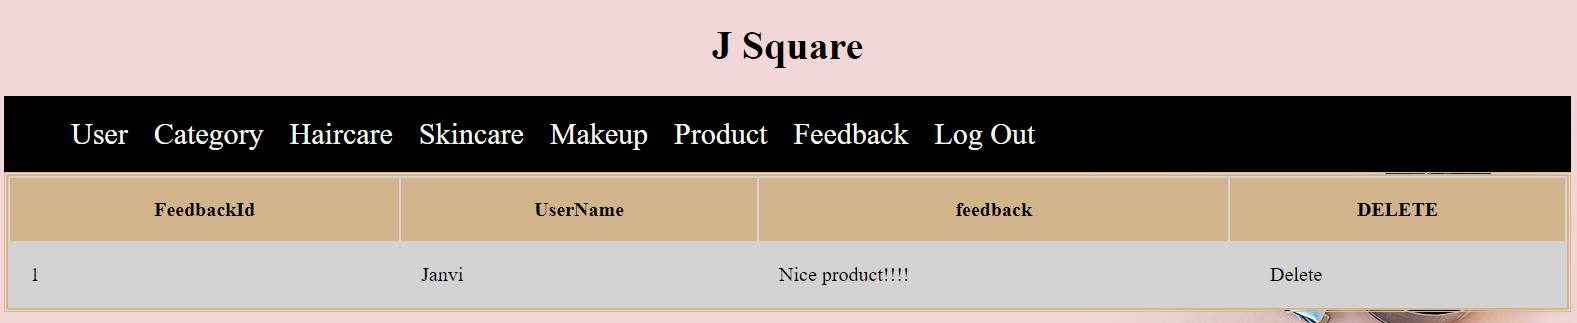 J Square
User Category Haircare Skincare Makeup Product Feedback Log Out
FeedbackId UserName feedback DELETE
1 Janvi Nice product!!!! Delete